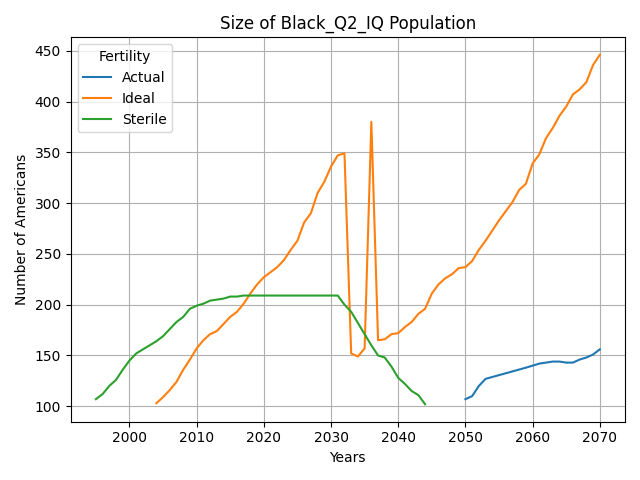 Size of Black_Q2_IQ Population
Number of Americans
450
400
350
300
250
200
150
100
Fertility
Actual
Ideal
Sterile
2000
2010
2020
2030
2040
2050
2060
2070
Years